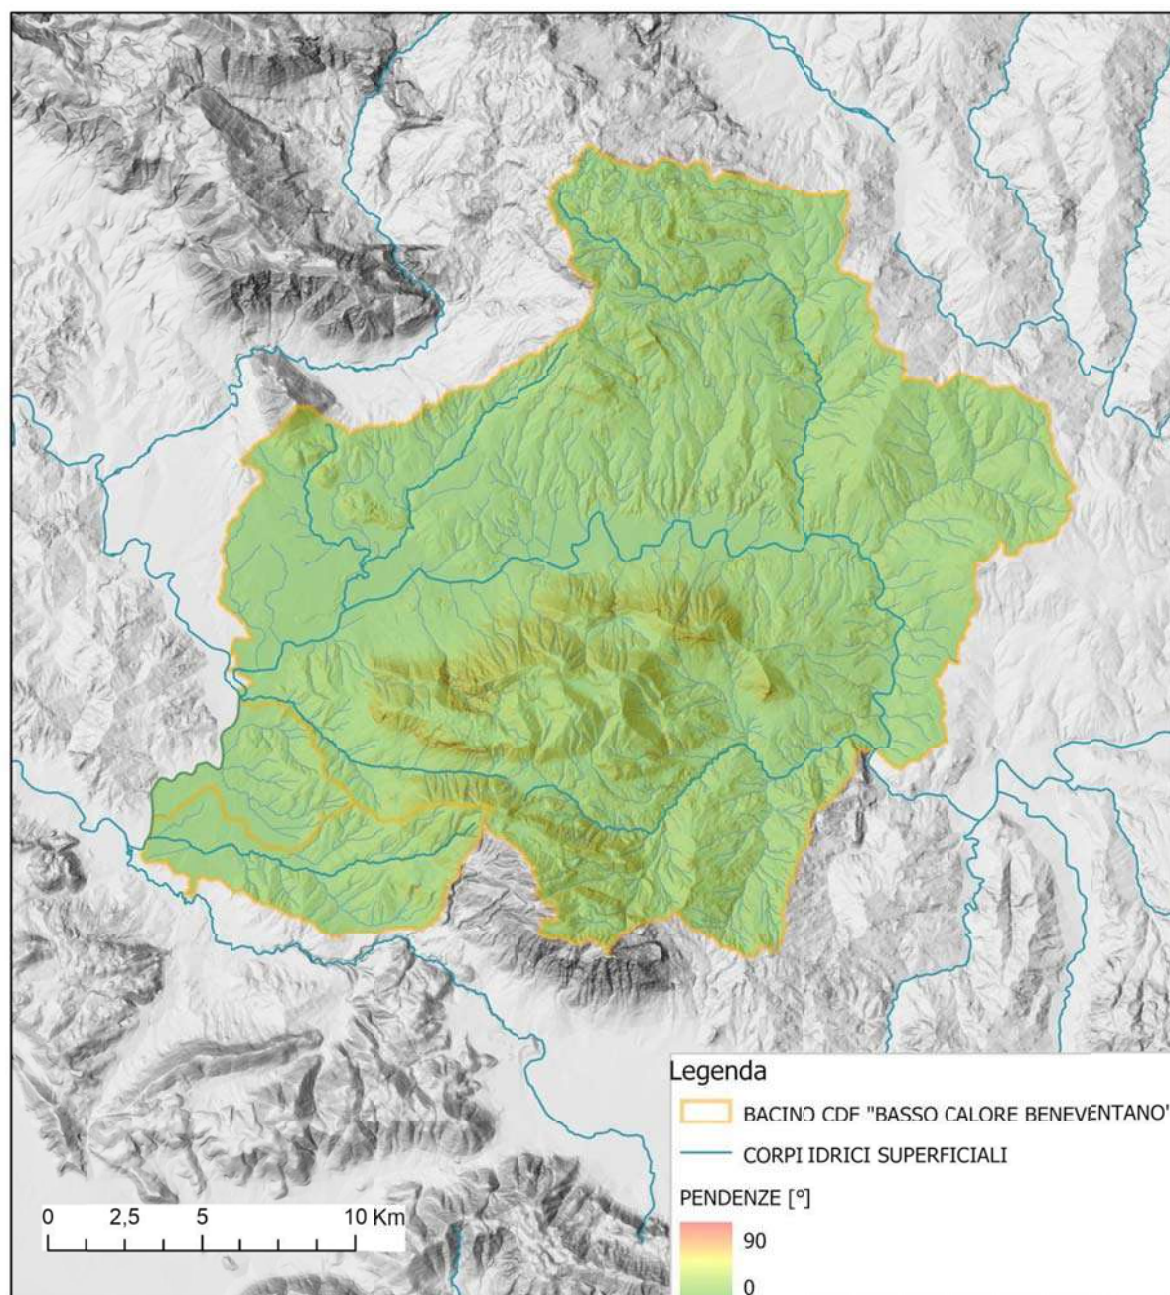 Legenda
BACINO CDF "BASSO CALORE BENEVENTANO"
CORPI IDRICI SUPERFICIALI
PENDENZE [°]
90
0
0 2,5 5 10 Km